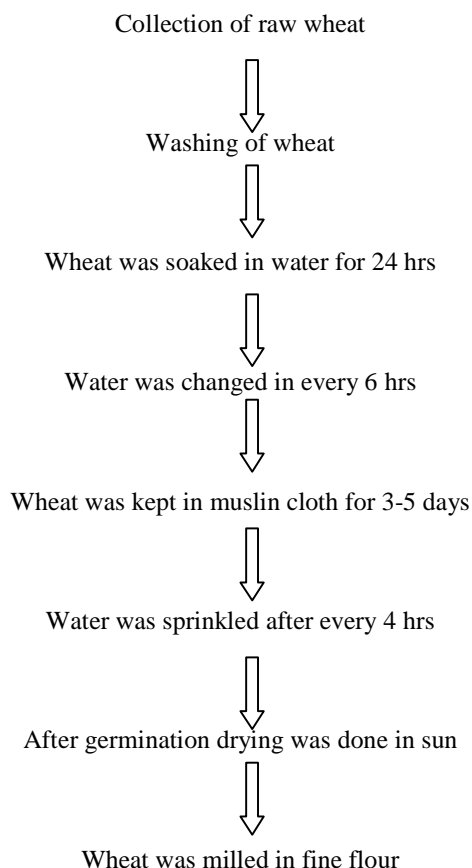 Collection of raw wheat
Washing of wheat
Wheat was soaked in water for 24 hrs
Water was changed in every 6 hrs
Wheat was kept in muslin cloth for 3-5 days
Water was sprinkled after every 4 hrs
After germination drying was done in sun
Wheat was milled in fine flour